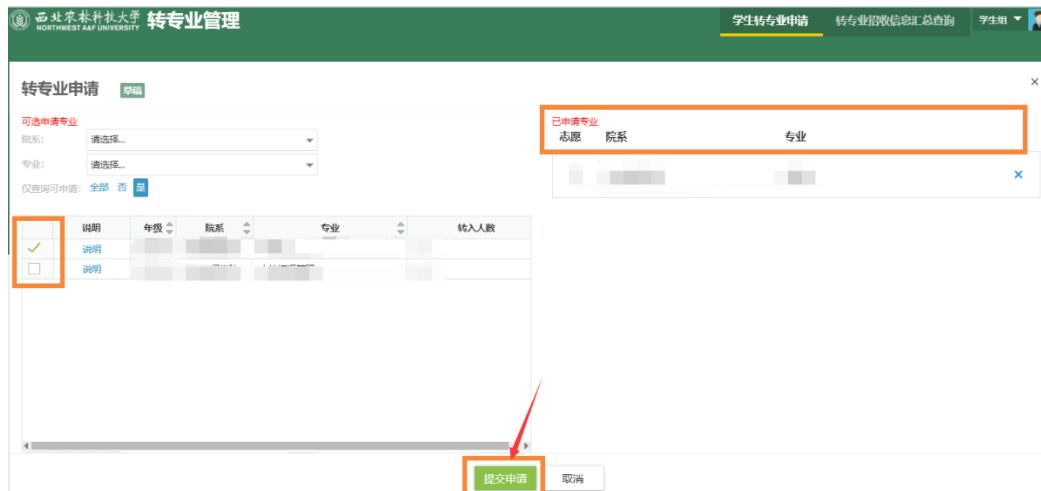 西北农林科技大学 转专业管理 学生转专业申请 转专业招收信息汇总查询 学生组
NORTHWEST A&F UNIVERSITY
转专业申请 草稿 ×
可选申请专业
院系: 请选择...
专业: 请选择...
仅查询可申请: 全部 否 是
已申请专业
志愿 院系 专业
×
说明 年级 院系 专业 转入人数
说明
说明
提交申请 取消